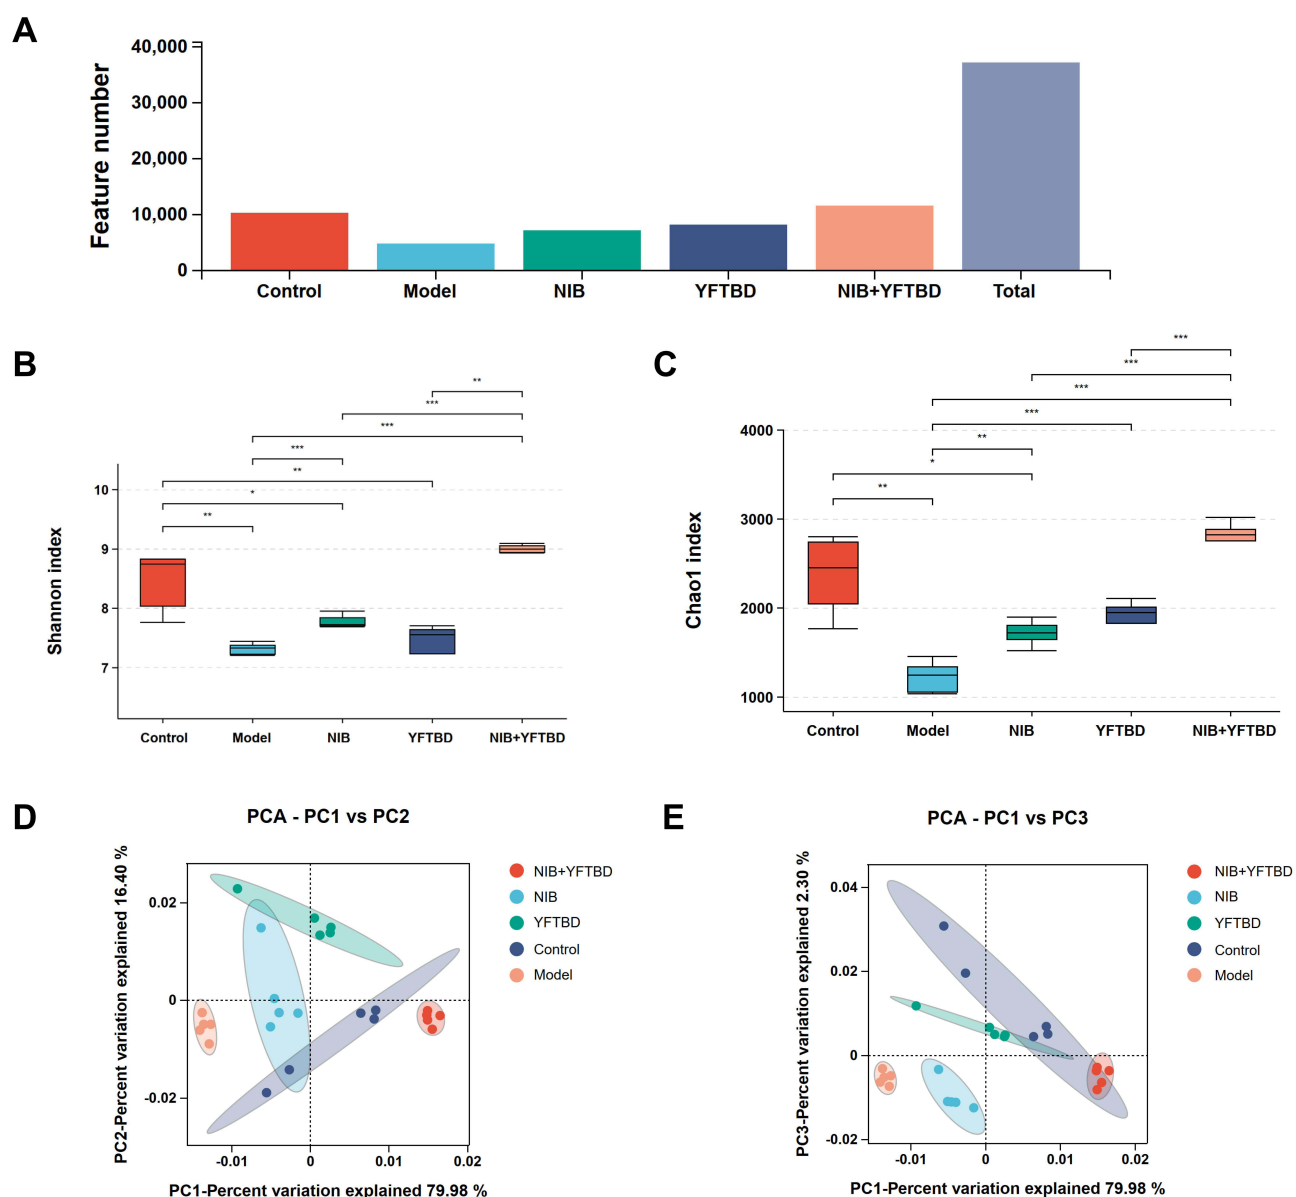 A
Feature number
40,000
30,000
20,000
10,000
0
Control
Model
NIB
YFTBD
NIB+YFTBD
Total
B
Shannon index
10
9
8
7
**
***
***
***
**
*
**
Control
Model
NIB
YFTBD
NIB+YFTBD
C
Chao1 index
4000
3000
2000
1000
***
***
***
***
**
*
**
Control
Model
NIB
YFTBD
NIB+YFTBD
D
PCA - PC1 vs PC2
PC2-Percent variation explained 16.40 %
0.02
0
-0.02
-0.01
0
0.01
0.02
PC1-Percent variation explained 79.98 %
NIB+YFTBD
NIB
YFTBD
Control
Model
E
PCA - PC1 vs PC3
PC3-Percent variation explained 2.30 %
0.04
0.02
0
-0.02
-0.01
0
0.01
0.02
PC1-Percent variation explained 79.98 %
NIB+YFTBD
NIB
YFTBD
Control
Model